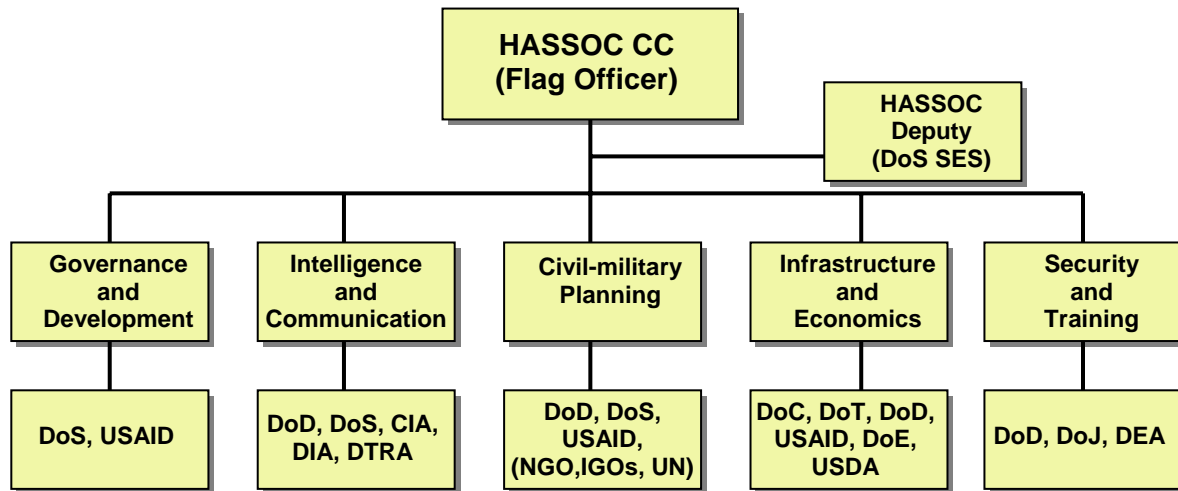 HASSOC CC
(Flag Officer)
HASSOC
Deputy
(DoS SES)
Governance
and
Development
Intelligence
and
Communication
Civil-military
Planning
Infrastructure
and
Economics
Security
and
Training
DoS, USAID
DoD, DoS, CIA,
DIA, DTRA
DoD, DoS,
USAID,
(NGO,IGOs, UN)
DoC, DoT, DoD,
USAID, DoE,
USDA
DoD, DoJ, DEA